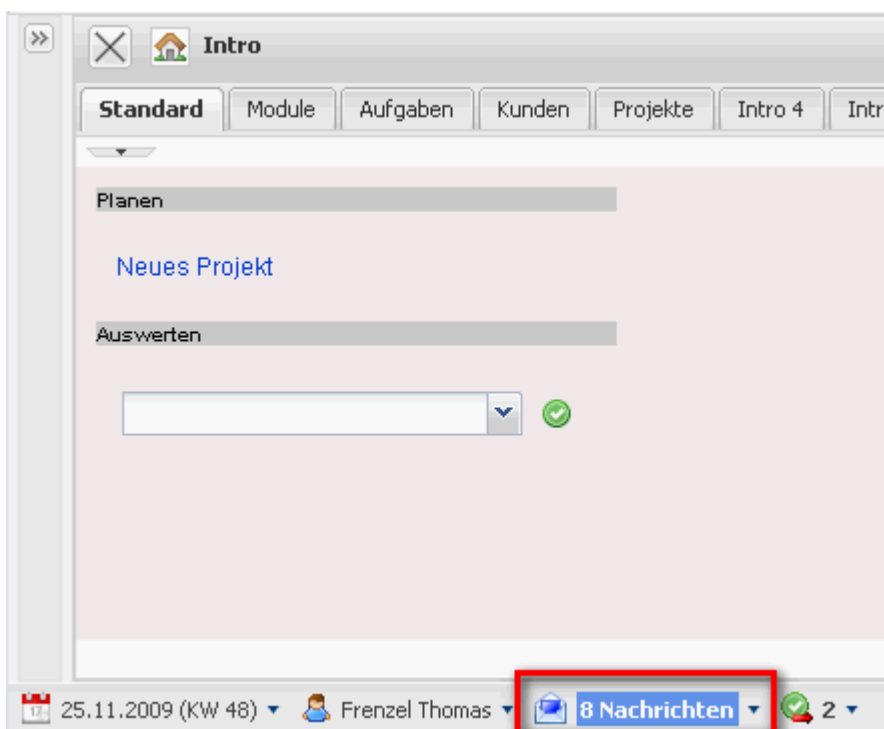 Intro
Standard Module Aufgaben Kunden Projekte Intro 4 Intr
Planen
Neues Projekt
Auswerten
25.11.2009 (KW 48) Frenzel Thomas 8 Nachrichten 2